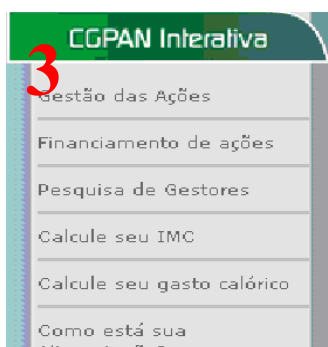 CGPAN Interativa
3
Gestão das Ações
Financiamento de ações
Pesquisa de Gestores
Calcule seu IMC
Calcule seu gasto calórico
Como está sua